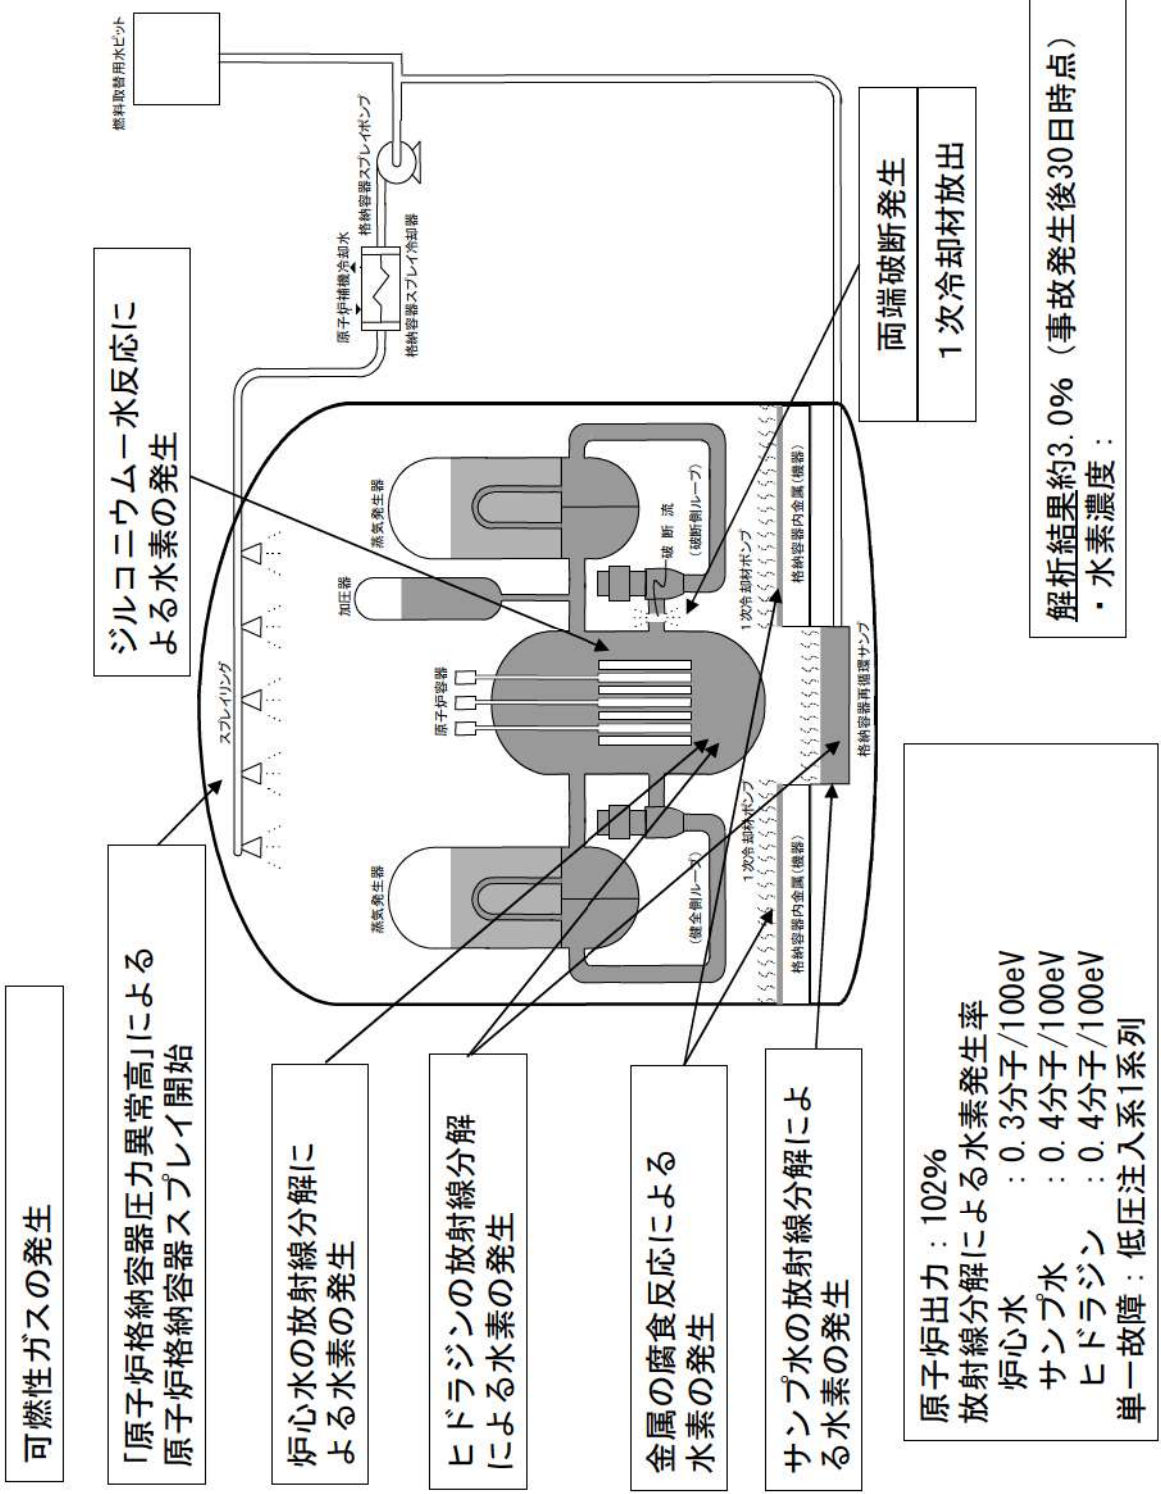 可燃性ガスの発生
「原子炉格納容器圧力異常高」による
原子炉格納容器スプレイ開始
ジルコニウムー水反応に
よる水素の発生
燃料取替用水ピット
格納容器スプレイポンプ
原子炉補機冷却水
格納容器スプレイ冷却器
スプレイリング
炉心水の放射線分解に
よる水素の発生
ヒドラジンの放射線分解
による水素の発生
金属の腐食反応による
水素の発生
サンプ水の放射線分解によ
る水素の発生
蒸気発生器
原子炉容器
加圧器
蒸気発生器
(健全側ループ)
破断流
(破断側ループ)
1次冷却材ポンプ
1次冷却材ポンプ
格納容器内金属(機器)
格納容器内金属(機器)
格納容器再循環サンプ
両端破断発生
1次冷却材放出
原子炉出力:102%
放射線分解による水素発生率
炉心水 :0.3分子/100eV
サンプ水 :0.4分子/100eV
ヒドラジン :0.4分子/100eV
単一故障:低圧注入系1系列
解析結果約3.0% (事故発生後30日時点)
・水素濃度: